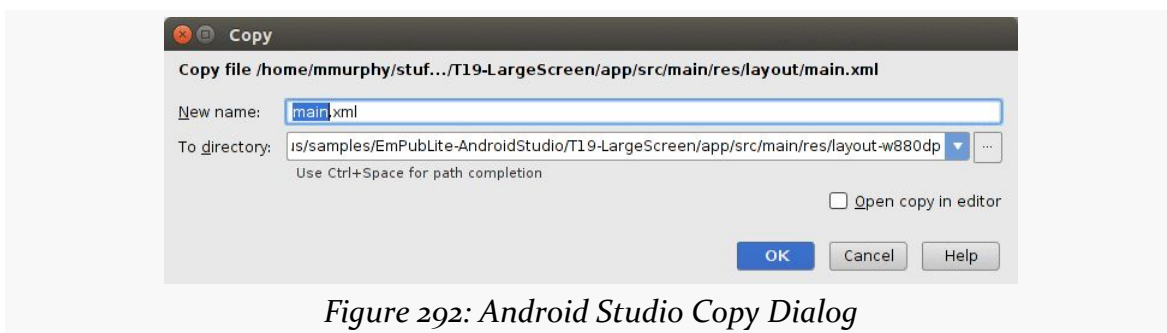 Copy
Copy file /home/mmurphy/stuf.../T19-LargeScreen/app/src/main/res/layout/main.xml
New name: main.xml
To directory: us/samples/EmPubLite-AndroidStudio/T19-LargeScreen/app/src/main/res/layout-w880dp ...
Use Ctrl+Space for path completion
Open copy in editor
OK Cancel Help
Figure 292: Android Studio Copy Dialog